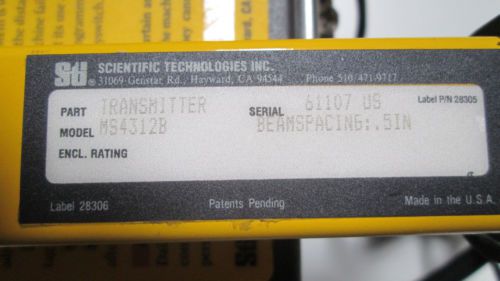 Sti SCIENTIFIC TECHNOLOGIES INC.
® 31069 Genstar Rd., Hayward, CA 94544 Phone 510 471-9717
PART TRANSMITTER SERIAL 61107 US Label P/N 28305
MODEL MS4312B BEAMSPACING:.5IN
ENCL. RATING
Label 28306 Patents Pending Made in the U.S.A.